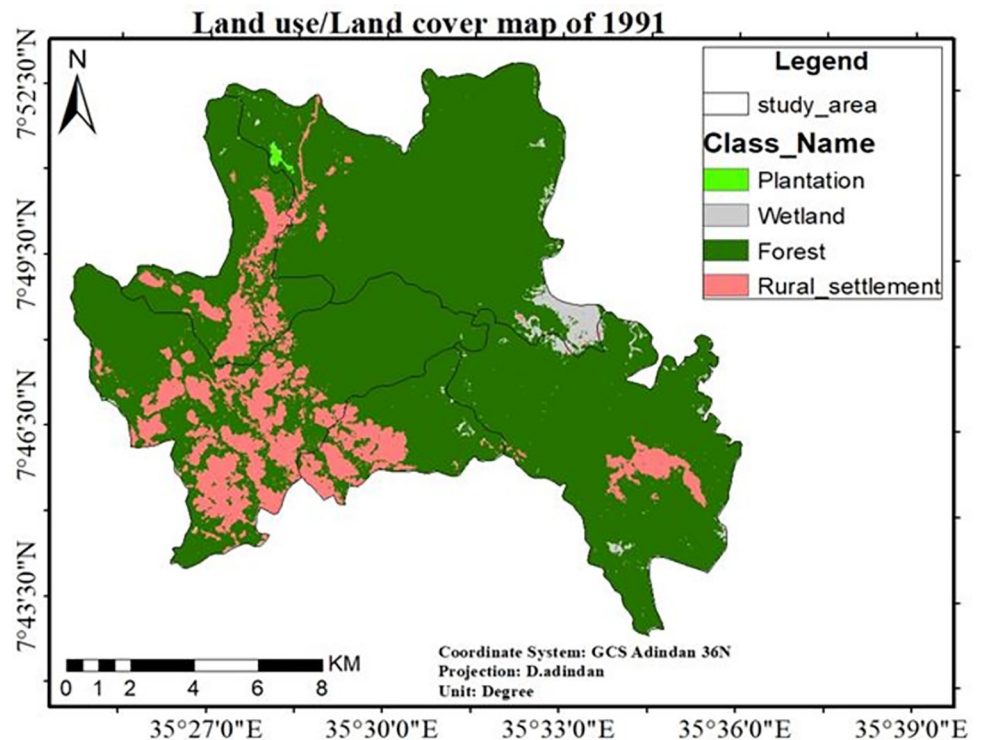 Land use/Land cover map of 1991
N
Legend
study_area
Class_Name
Plantation
Wetland
Forest
Rural_settlement
7°52'30"N
7°49'30"N
7°46'30"N
7°43'30"N
KM
0 1 2 4 6 8
Coordinate System: GCS Adindan 36N
Projection: D.adindan
Unit: Degree
35°27'0"E 35°30'0"E 35°33'0"E 35°36'0"E 35°39'0"E